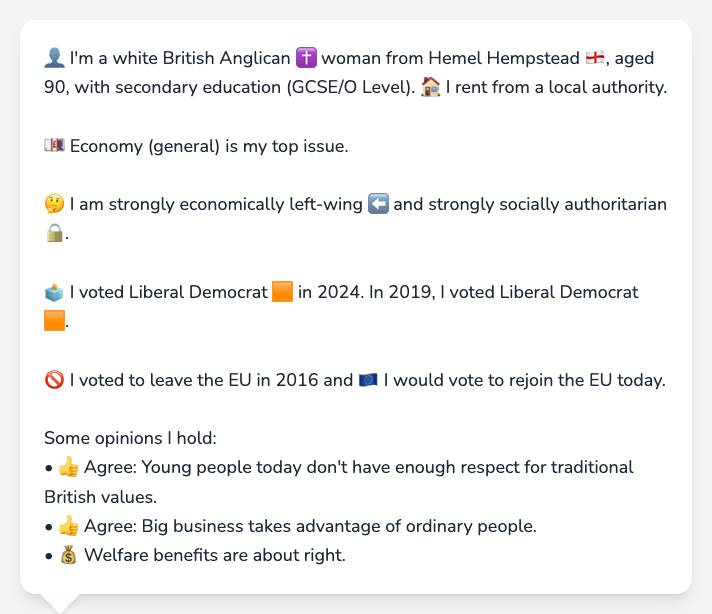 👤 I'm a white British Anglican ✝️ woman from Hemel Hempstead 🏴󠁧󠁢󠁥󠁮󠁧󠁿, aged
90, with secondary education (GCSE/O Level). 🏠 I rent from a local authority.
💷 Economy (general) is my top issue.
🤔 I am strongly economically left-wing ⬅️ and strongly socially authoritarian
🔒.
🗳️ I voted Liberal Democrat 🟧 in 2024. In 2019, I voted Liberal Democrat
🟧.
🚫 I voted to leave the EU in 2016 and 🇪🇺 I would vote to rejoin the EU today.
Some opinions I hold:
• 👍 Agree: Young people today don't have enough respect for traditional
British values.
• 👍 Agree: Big business takes advantage of ordinary people.
• 💰 Welfare benefits are about right.